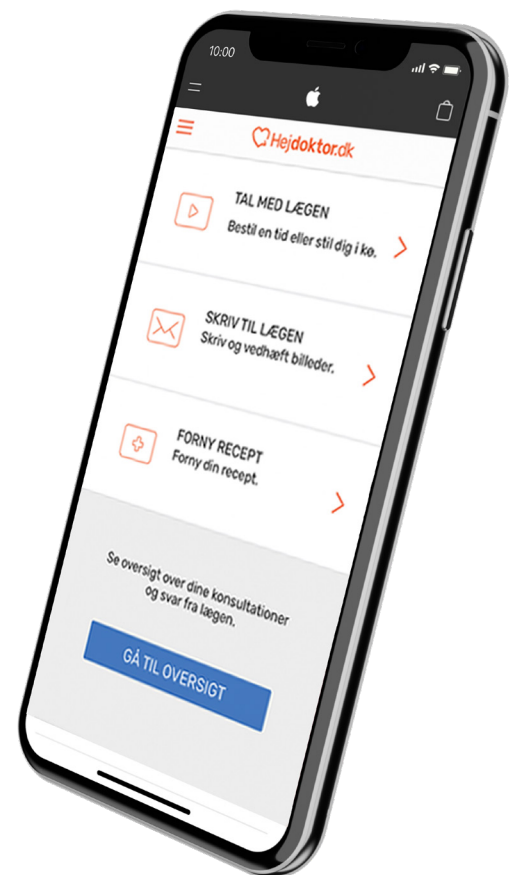 10:00
Hejdoktor.dk
TAL MED LÆGEN
Bestil en tid eller stil dig i kø.
SKRIV TIL LÆGEN
Skriv og vedhæft billeder.
FORNY RECEPT
Forny din recept.
Se oversigt over dine konsultationer
og svar fra lægen.
GÅ TIL OVERSIGT